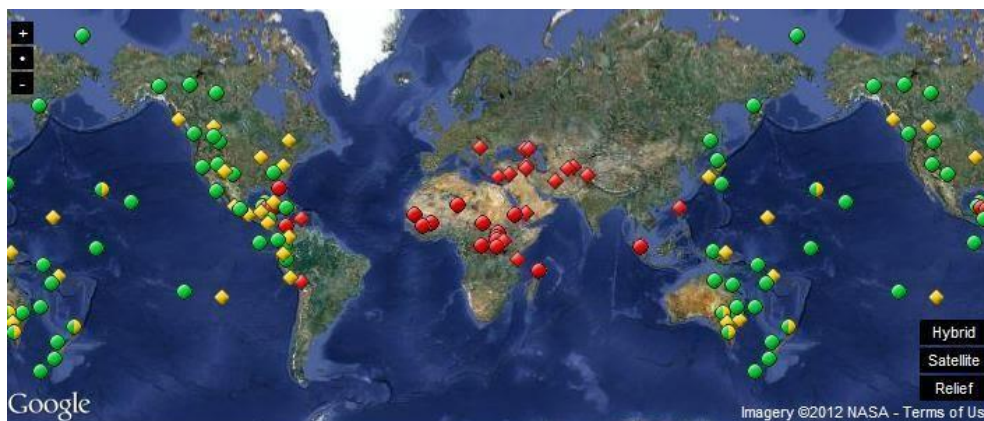 +
•
-
Hybrid
Satellite
Relief
Google
Imagery ©2012 NASA - Terms of Us